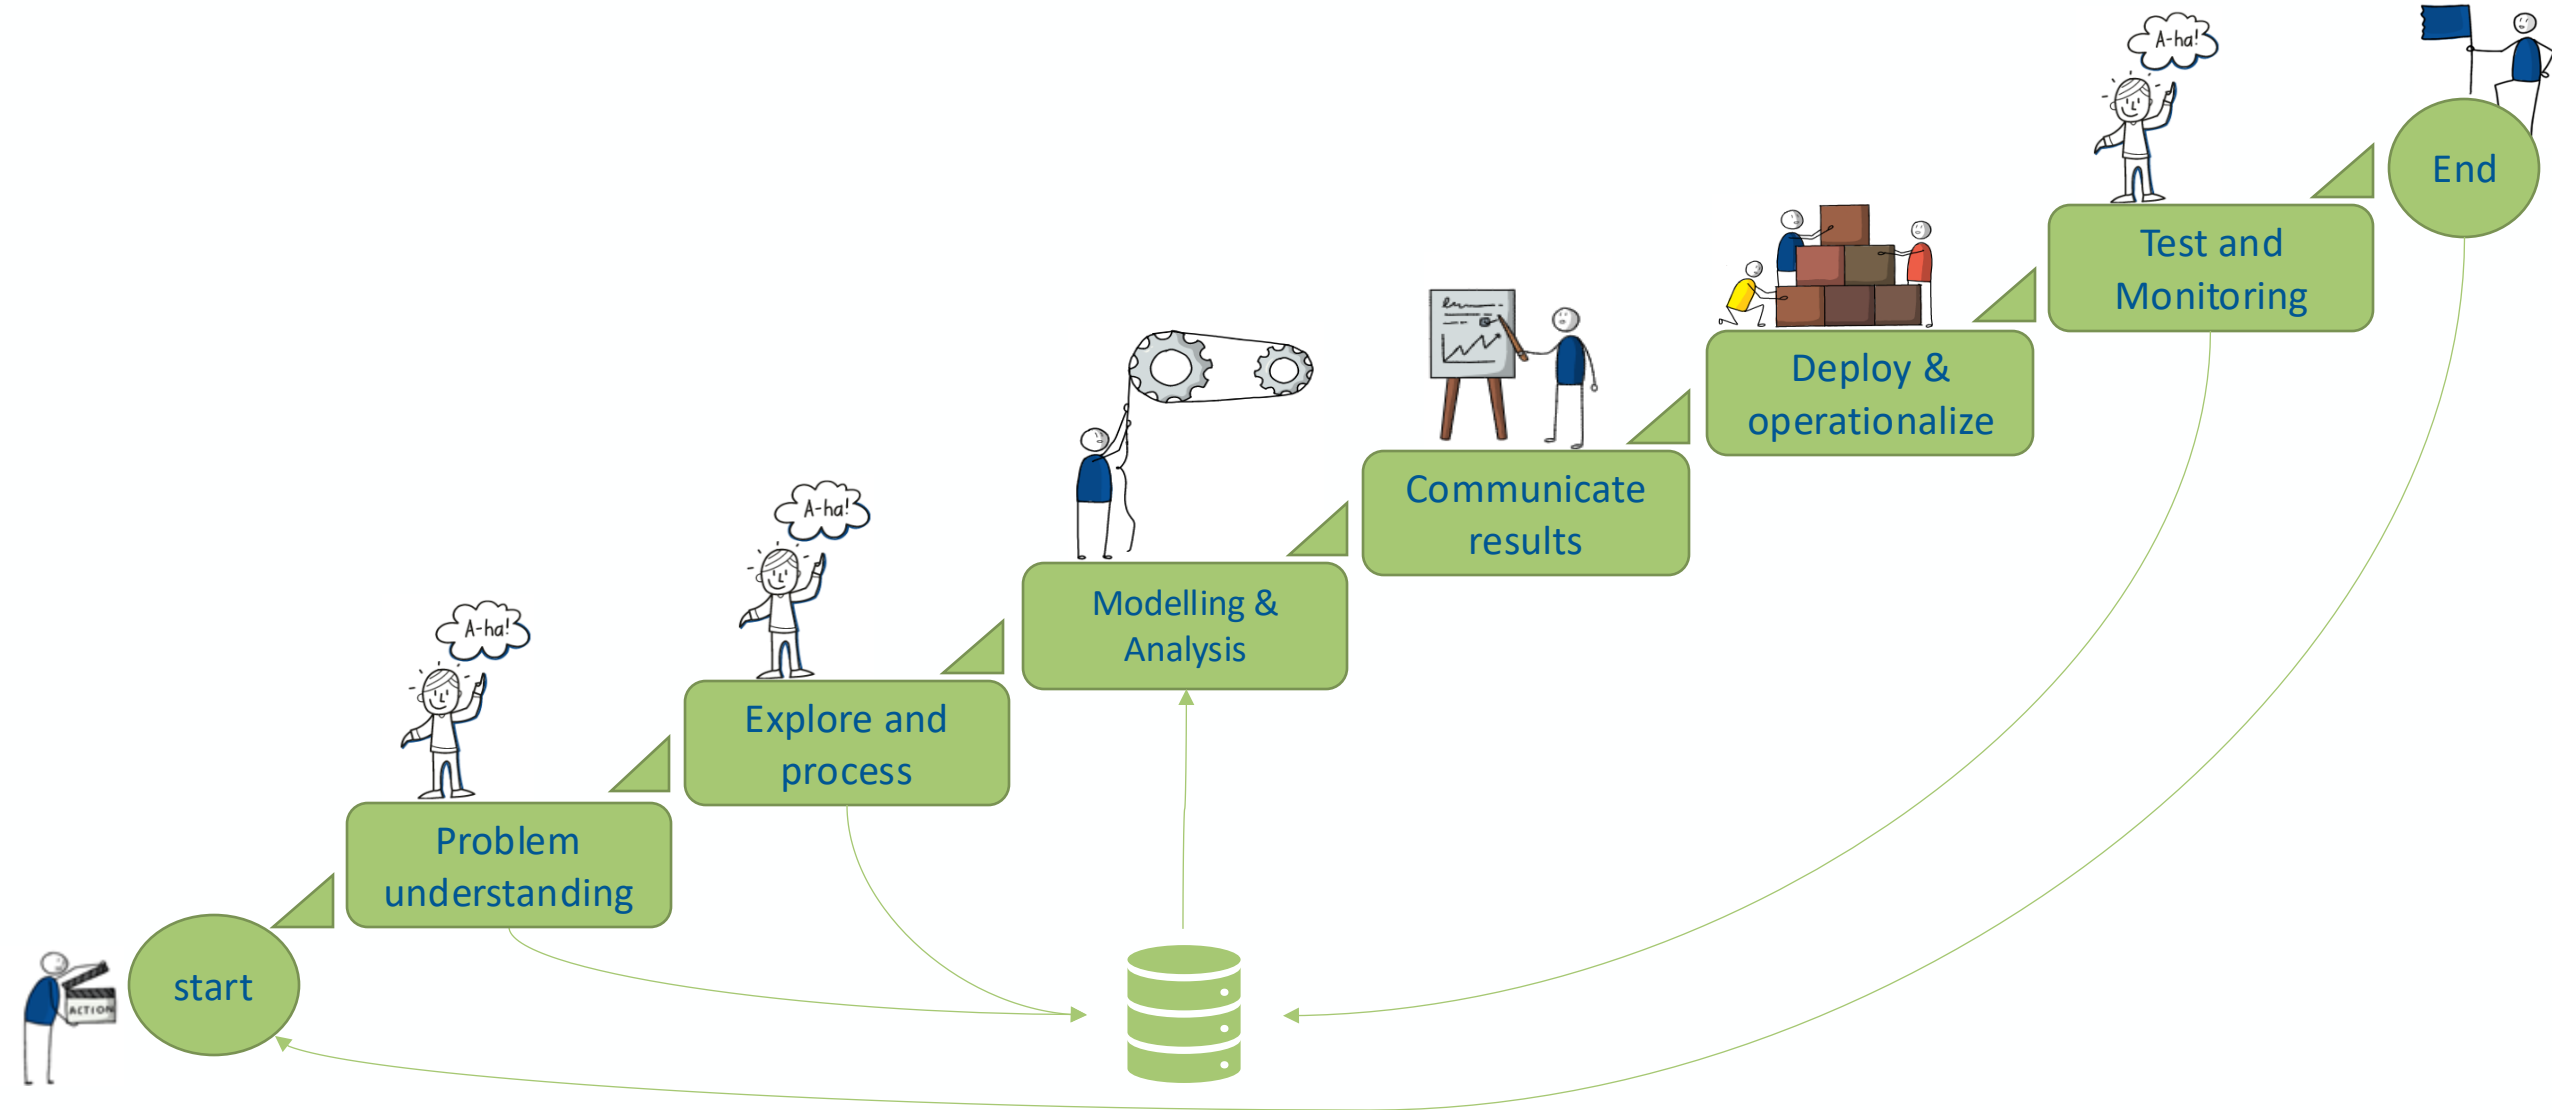 A-ha!
End
Test and
Monitoring
Deploy &
operationalize
Communicate
results
A-ha!
Modelling &
Analysis
A-ha!
Explore and
process
Problem
understanding
start
ACTION